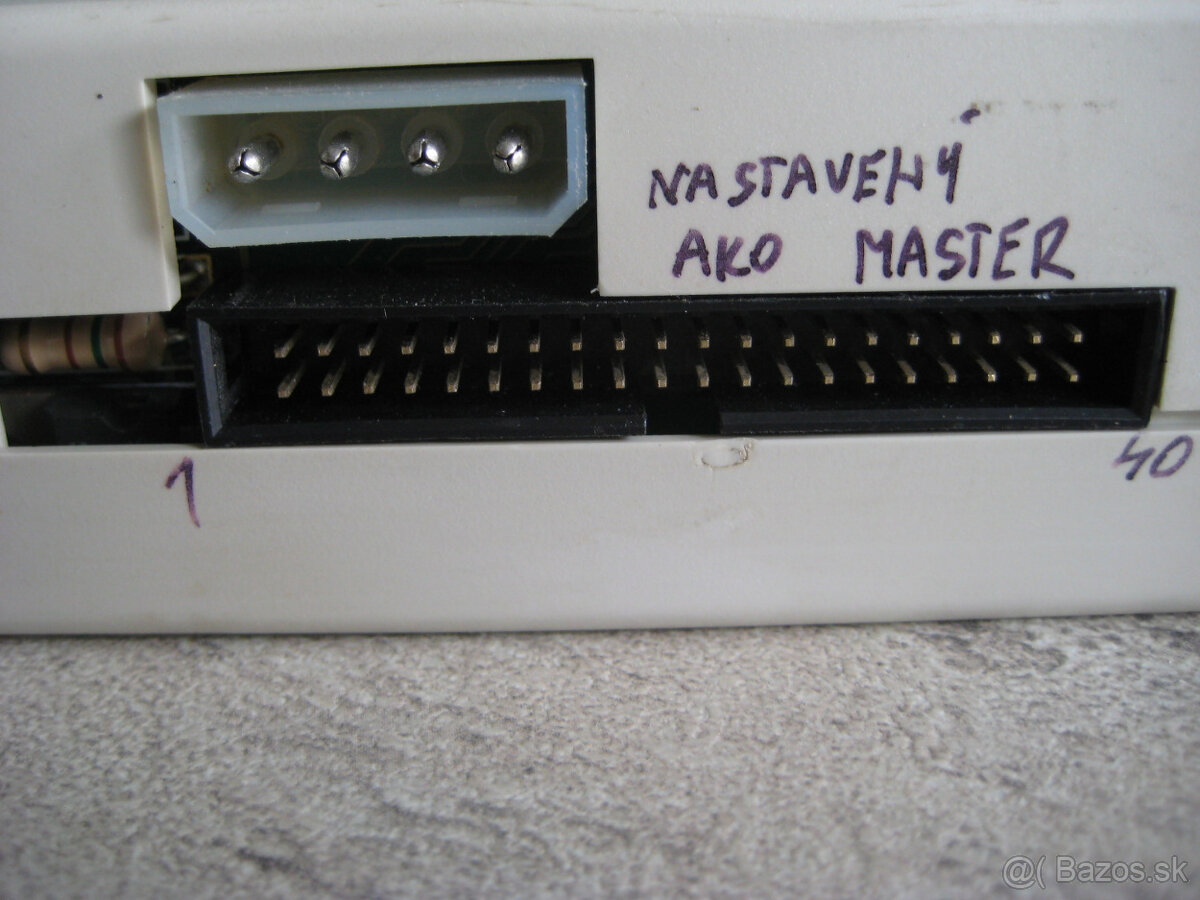 NASTAVENÝ
AKO MASTER
1
40
@( Bazos.sk